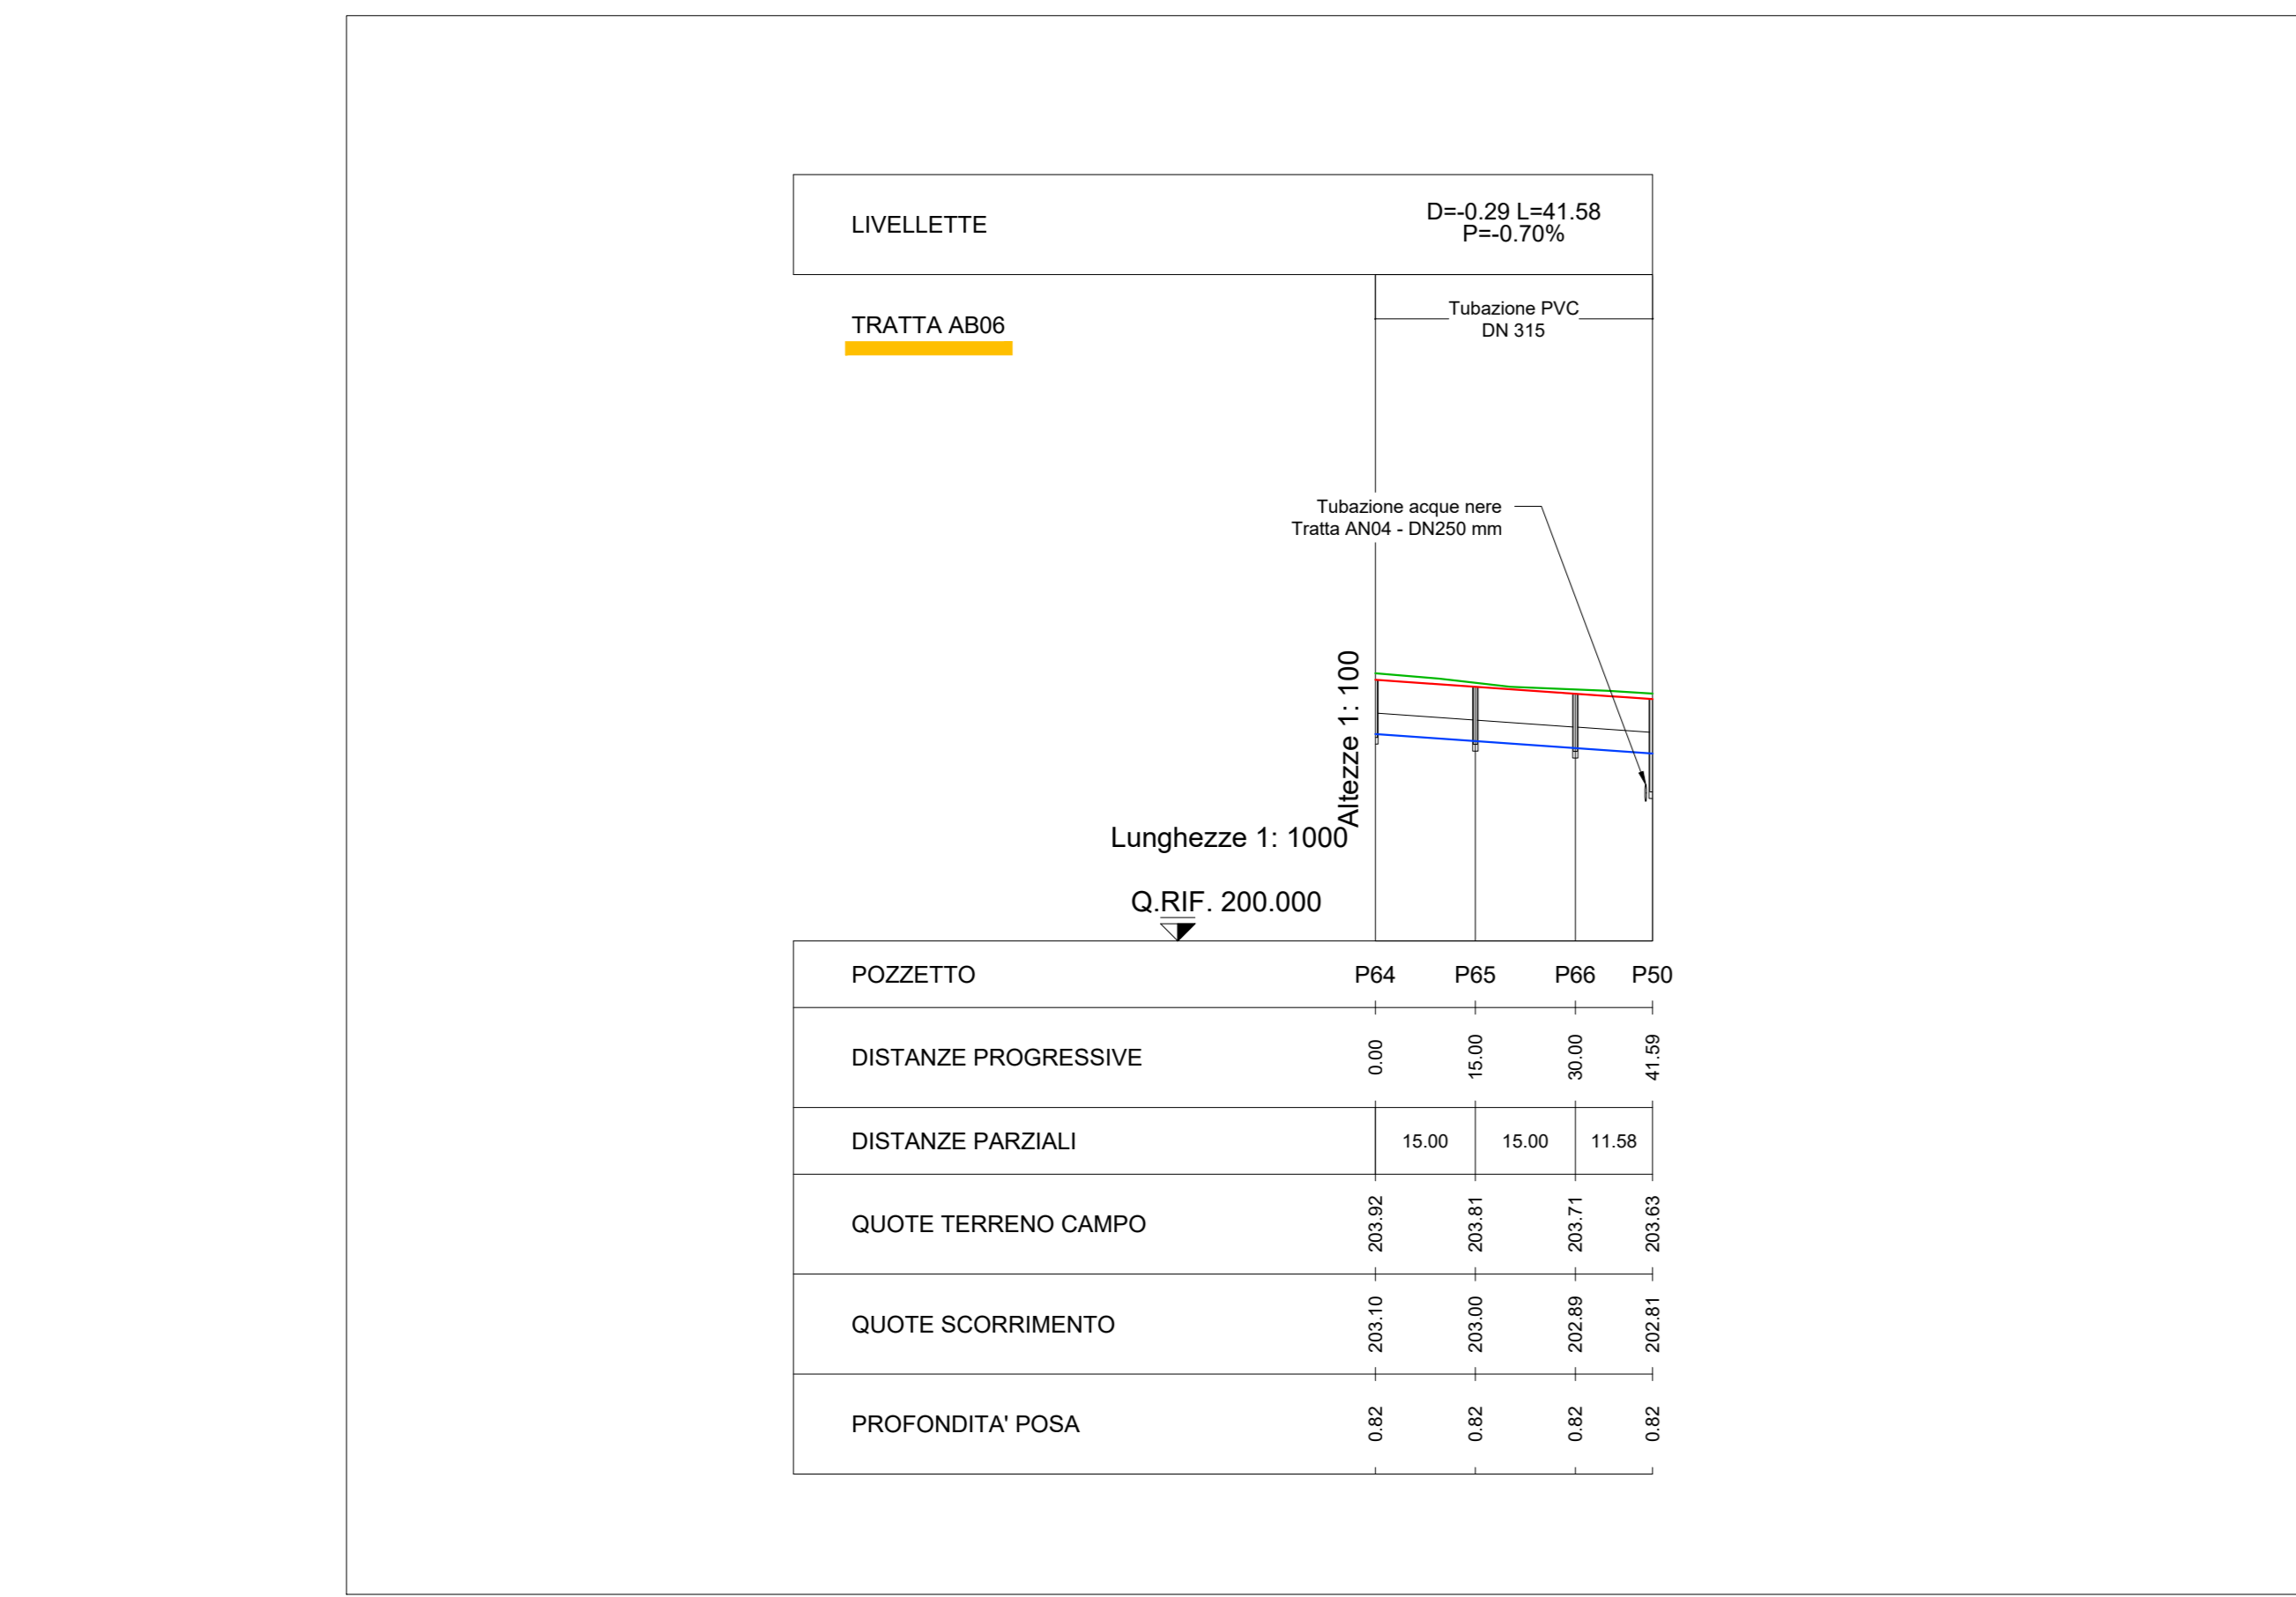 LIVELLETTE
D=-0.29 L=41.58
P=-0.70%
TRATTA AB06
Tubazione PVC
DN 315
Tubazione acque nere
Tratta AN04 - DN250 mm
Altezze 1: 100
Lunghezze 1: 1000
Q.RIF. 200.000
POZZETTO P64 P65 P66 P50
DISTANZE PROGRESSIVE 0.00 15.00 30.00 41.59
DISTANZE PARZIALI 15.00 15.00 11.58
QUOTE TERRENO CAMPO 203.92 203.81 203.71 203.63
QUOTE SCORRIMENTO 203.10 203.00 202.89 202.81
PROFONDITA' POSA 0.82 0.82 0.82 0.82